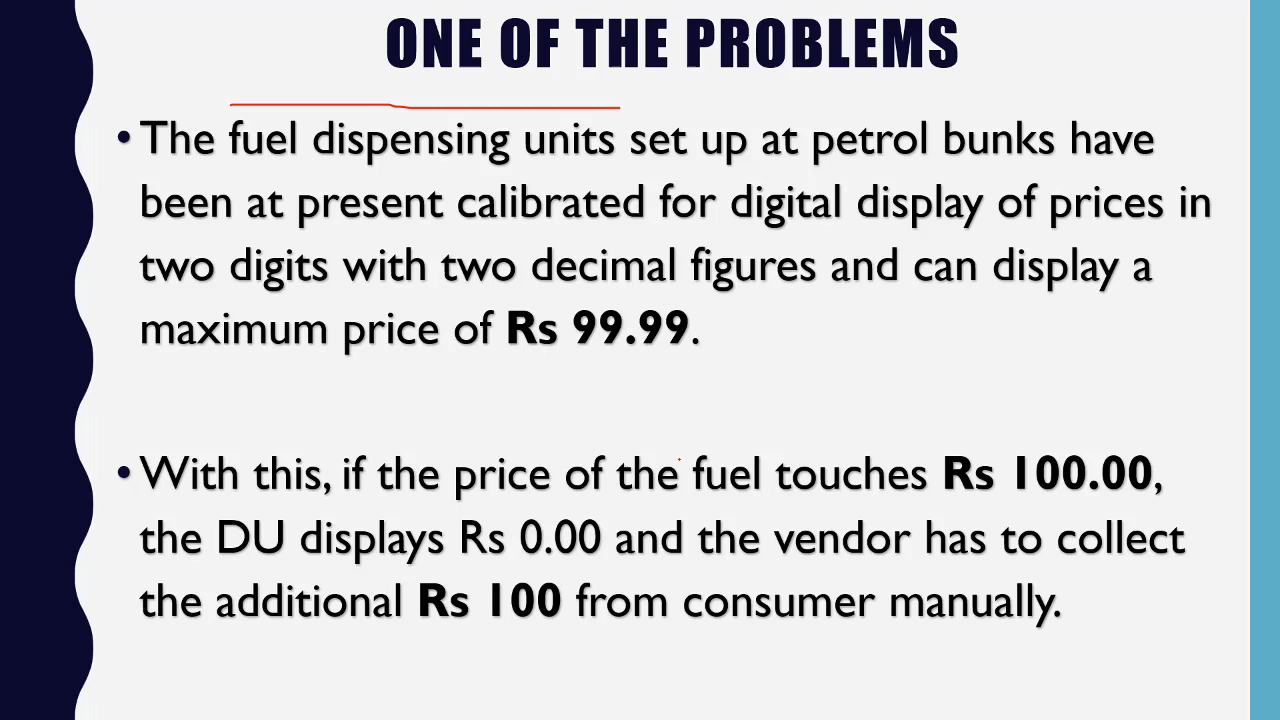 ONE OF THE PROBLEMS
• The fuel dispensing units set up at petrol bunks have
been at present calibrated for digital display of prices in
two digits with two decimal figures and can display a
maximum price of Rs 99.99.
• With this, if the price of the fuel touches Rs 100.00,
the DU displays Rs 0.00 and the vendor has to collect
the additional Rs 100 from consumer manually.